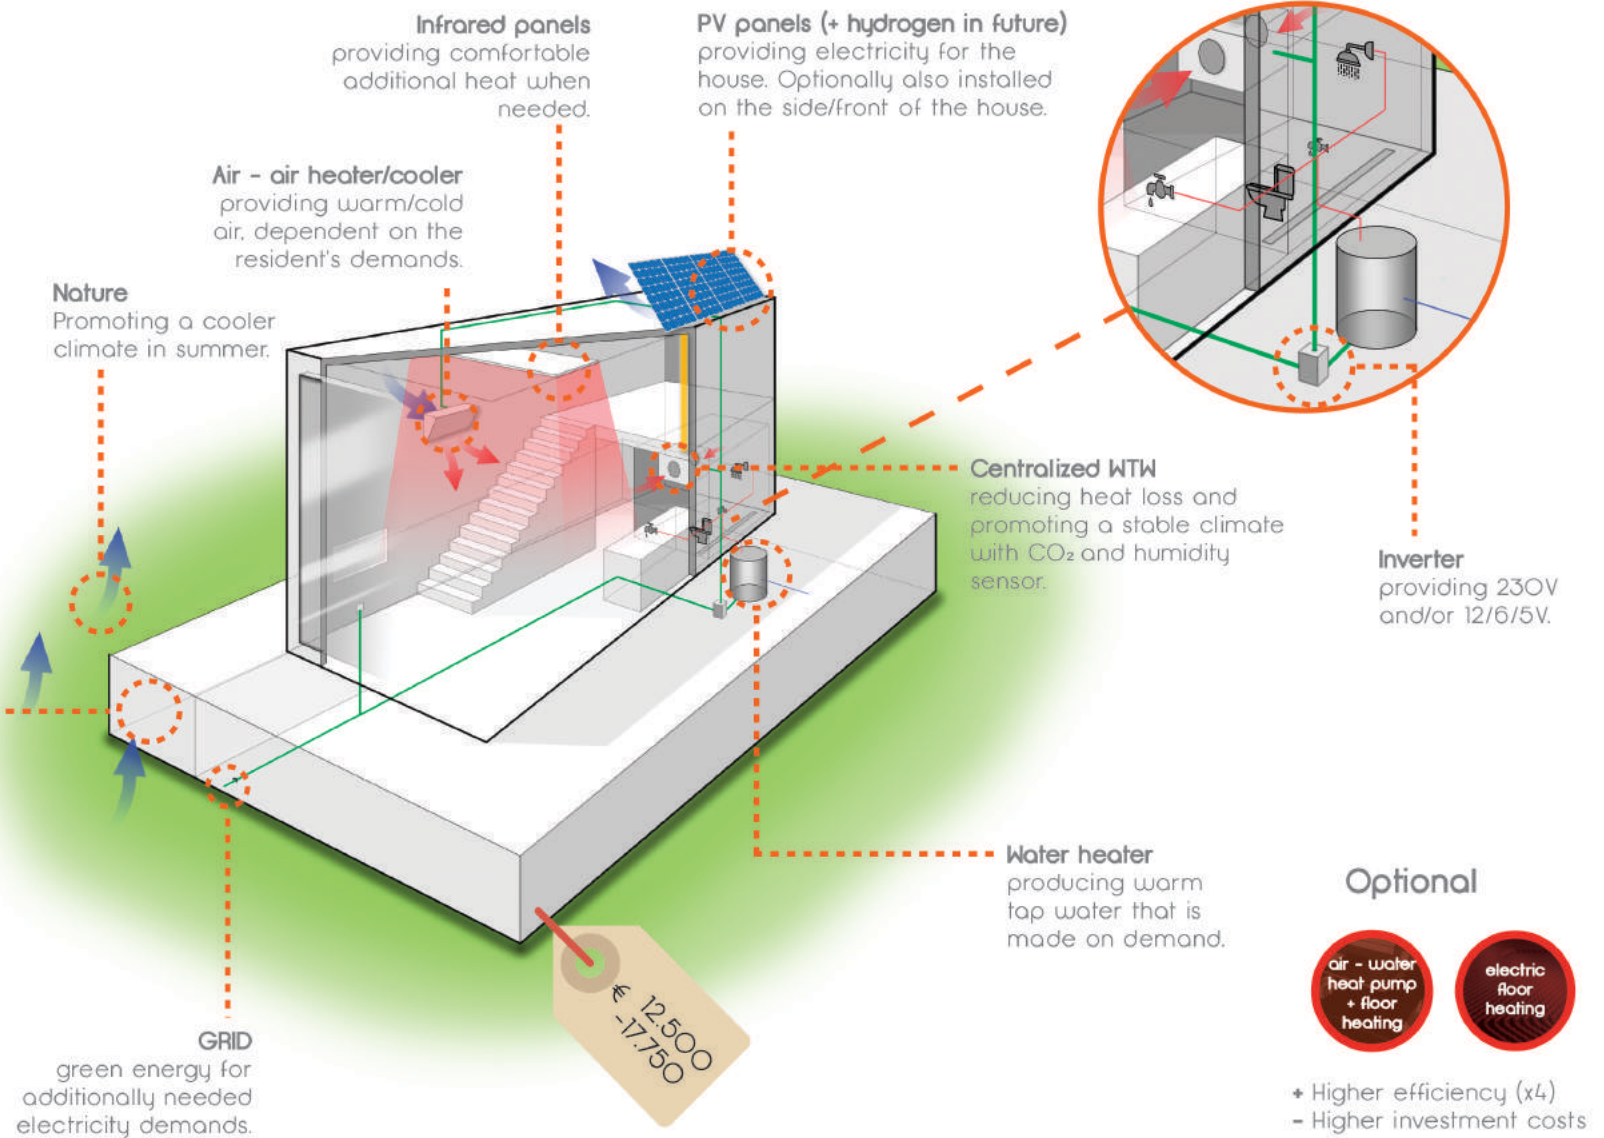 Infrared panels
providing comfortable
additional heat when
needed.
PV panels (+ hydrogen in future)
providing electricity for the
house. Optionally also installed
on the side/front of the house.
Air - air heater/cooler
providing warm/cold
air, dependent on the
resident's demands.
Nature
Promoting a cooler
climate in summer.
Centralized WTW
reducing heat loss and
promoting a stable climate
with CO₂ and humidity
sensor.
Inverter
providing 230V
and/or 12/6/5V.
Water heater
producing warm
tap water that is
made on demand.
€ 12.500
-17.750
GRID
green energy for
additionally needed
electricity demands.
Optional
air - water
heat pump
+ floor
heating
electric
floor
heating
+ Higher efficiency (x4)
- Higher investment costs